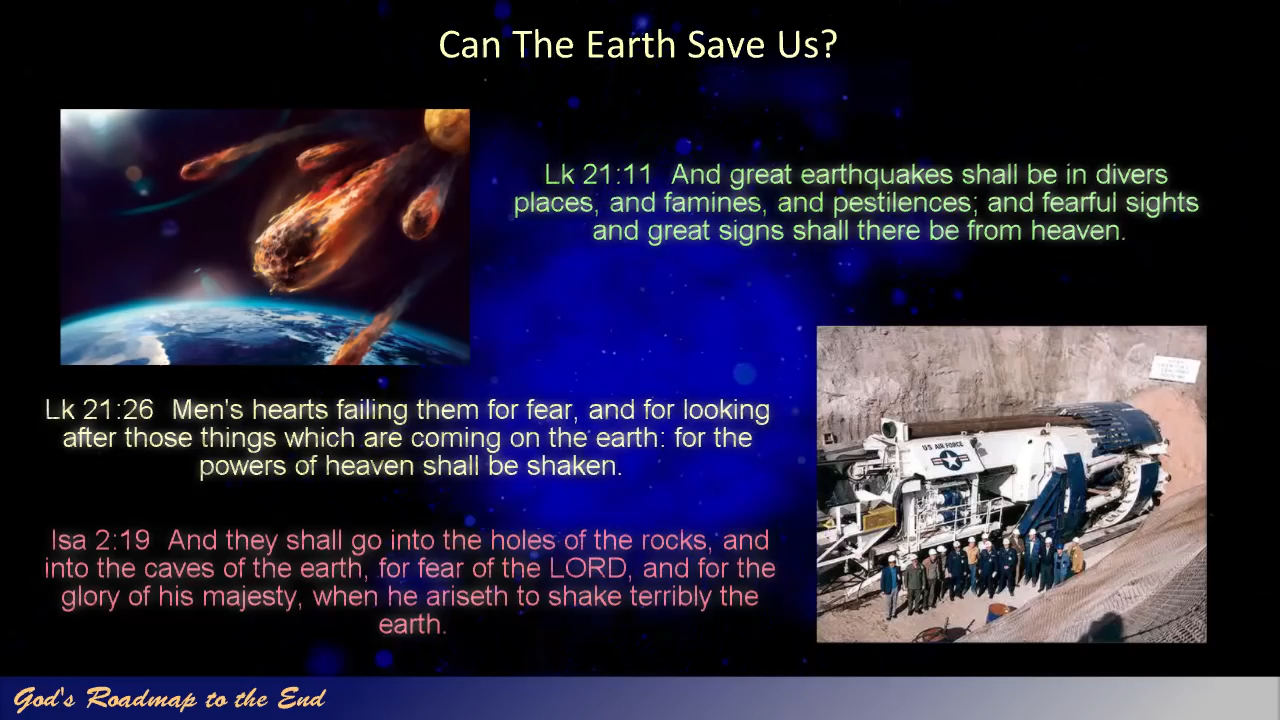 Can The Earth Save Us?
Lk 21:11 And great earthquakes shall be in divers
places, and famines, and pestilences; and fearful sights
and great signs shall there be from heaven.
Lk 21:26 Men's hearts failing them for fear, and for looking
after those things which are coming on the earth: for the
powers of heaven shall be shaken.
Isa 2:19 And they shall go into the holes of the rocks, and
into the caves of the earth, for fear of the LORD, and for the
glory of his majesty, when he ariseth to shake terribly the
earth.
U.S. AIR FORCE
God's Roadmap to the End